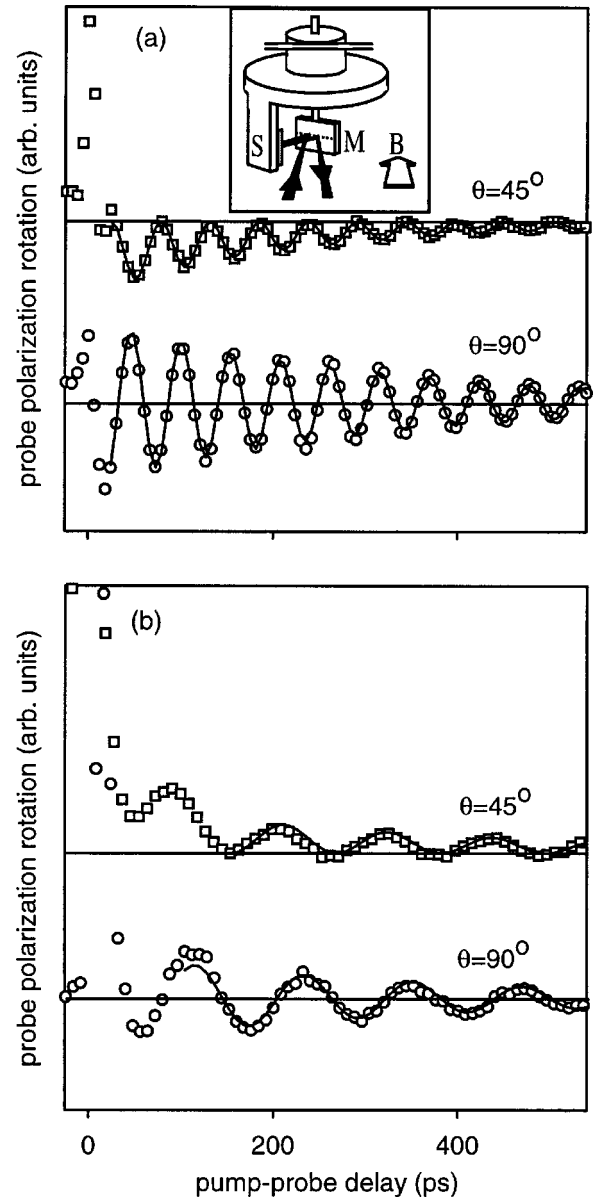 (a)
S
M
B
θ=45°
θ=90°
probe polarization rotation (arb. units)
(b)
θ=45°
θ=90°
probe polarization rotation (arb. units)
0
200
400
pump-probe delay (ps)